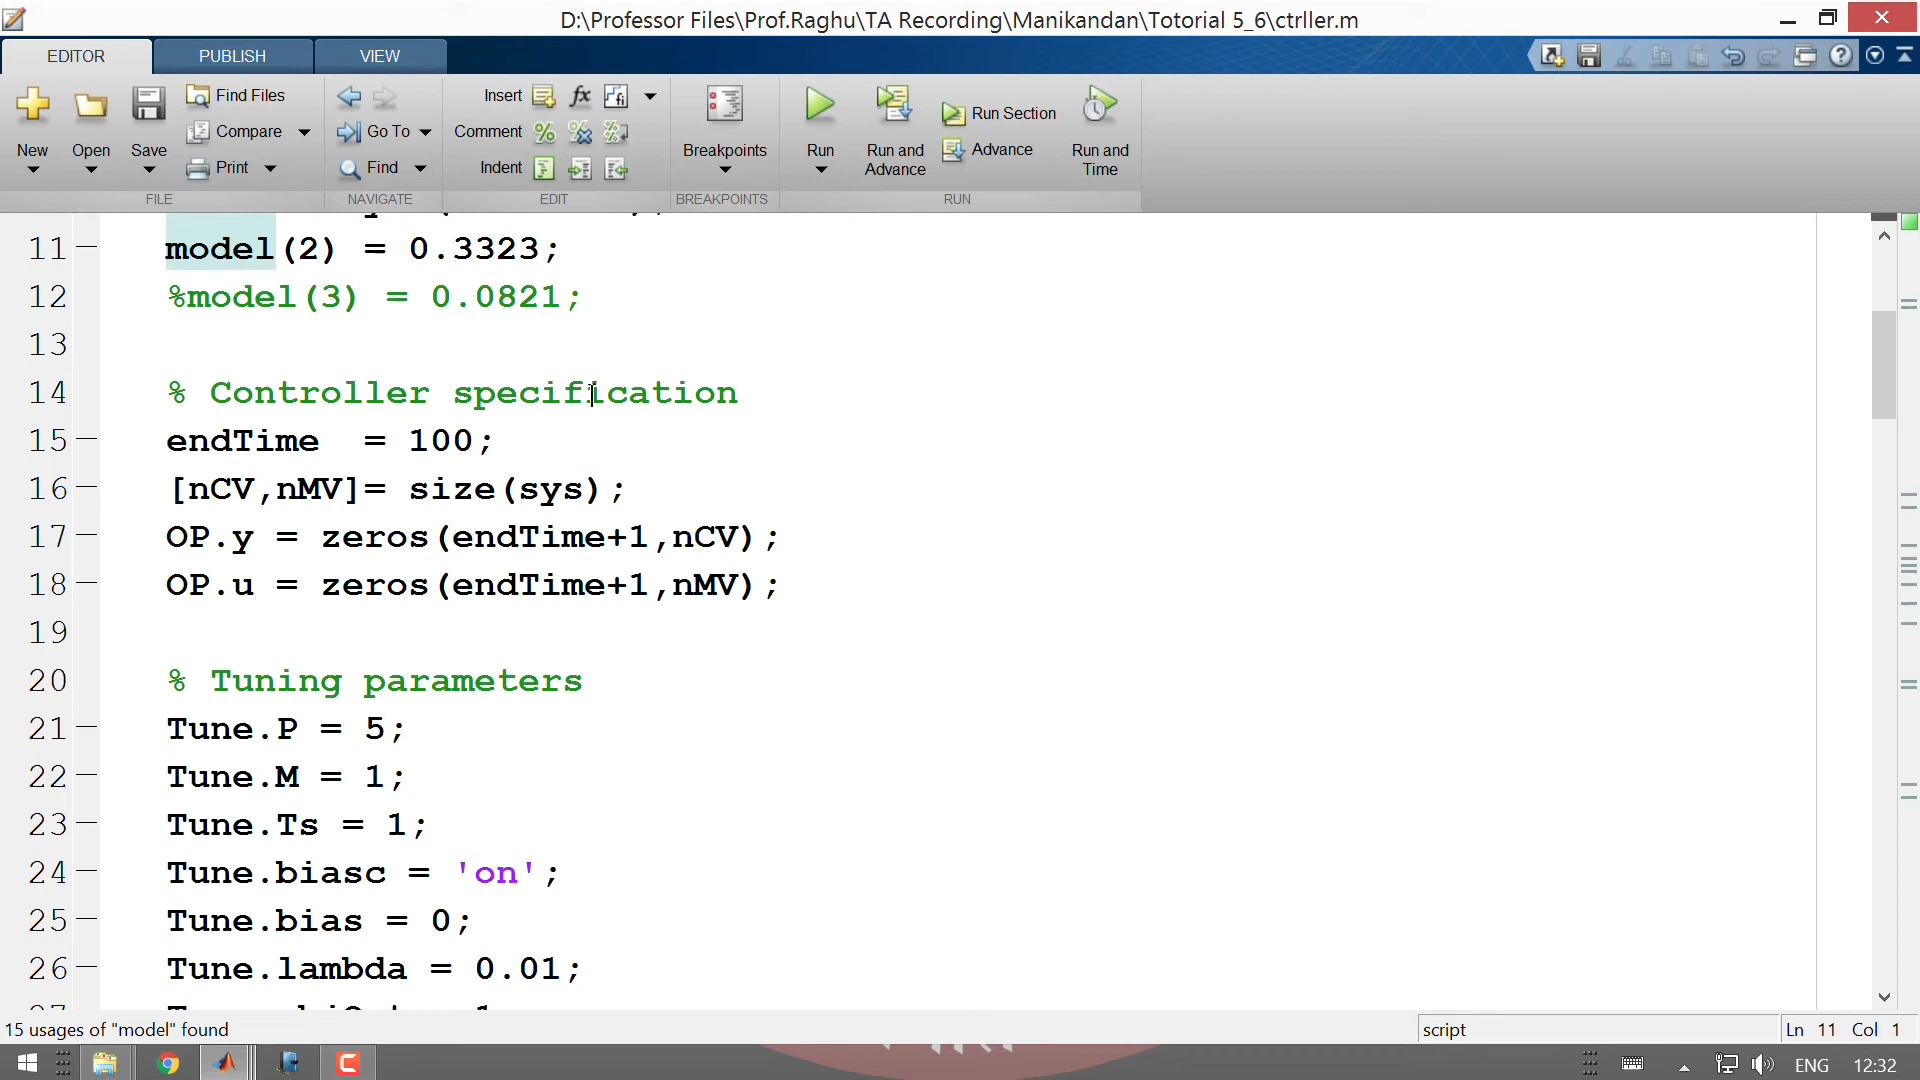 D:\Professor Files\Prof.Raghu\TA Recording\Manikandan\Totorial 5_6\ctrller.m
EDITOR PUBLISH VIEW
New Open Save Find Files Compare Print
Go To Find
Insert fx Comment Indent
Breakpoints
Run Run and Advance Run Section Advance Run and Time
FILE NAVIGATE EDIT BREAKPOINTS RUN
11 model(2) = 0.3323;
12 %model(3) = 0.0821;
13
14 % Controller specification
15 endTime = 100;
16 [nCV,nMV]= size(sys);
17 OP.y = zeros(endTime+1,nCV);
18 OP.u = zeros(endTime+1,nMV);
19
20 % Tuning parameters
21 Tune.P = 5;
22 Tune.M = 1;
23 Tune.Ts = 1;
24 Tune.biasc = 'on';
25 Tune.bias = 0;
26 Tune.lambda = 0.01;
15 usages of "model" found script Ln 11 Col 1
ENG 12:32